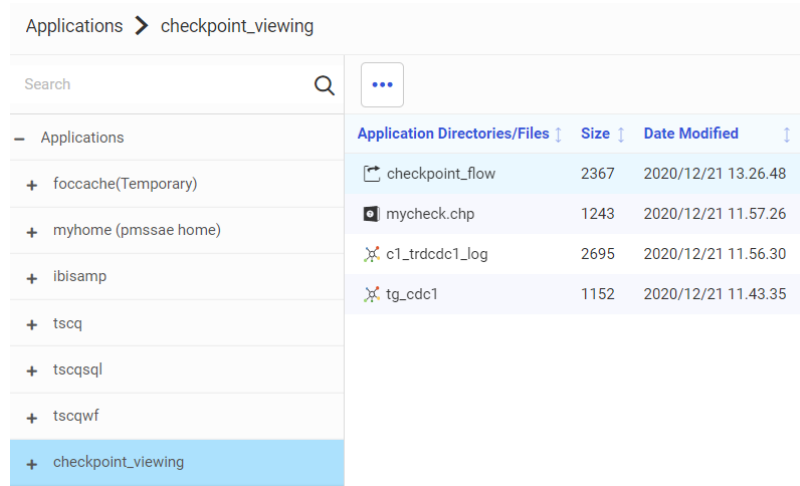 Applications > checkpoint_viewing
Search
Applications
foccache(Temporary)
myhome (pmssae home)
ibisamp
tscq
tscqsql
tscqwf
checkpoint_viewing
Application Directories/Files Size Date Modified
checkpoint_flow 2367 2020/12/21 13.26.48
mycheck.chp 1243 2020/12/21 11.57.26
c1_trdcdc1_log 2695 2020/12/21 11.56.30
tg_cdc1 1152 2020/12/21 11.43.35